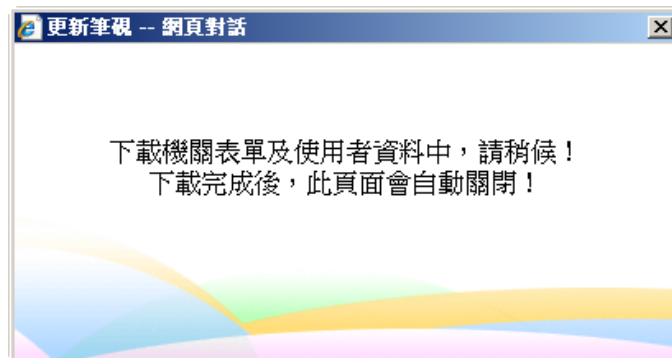 更新筆硯 -- 網頁對話
下載機關表單及使用者資料中，請稍候！
下載完成後，此頁面會自動關閉！